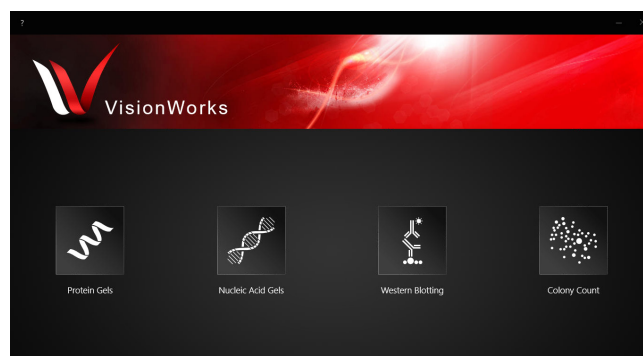 ?
VisionWorks
Protein Gels
Nucleic Acid Gels
Western Blotting
Colony Count